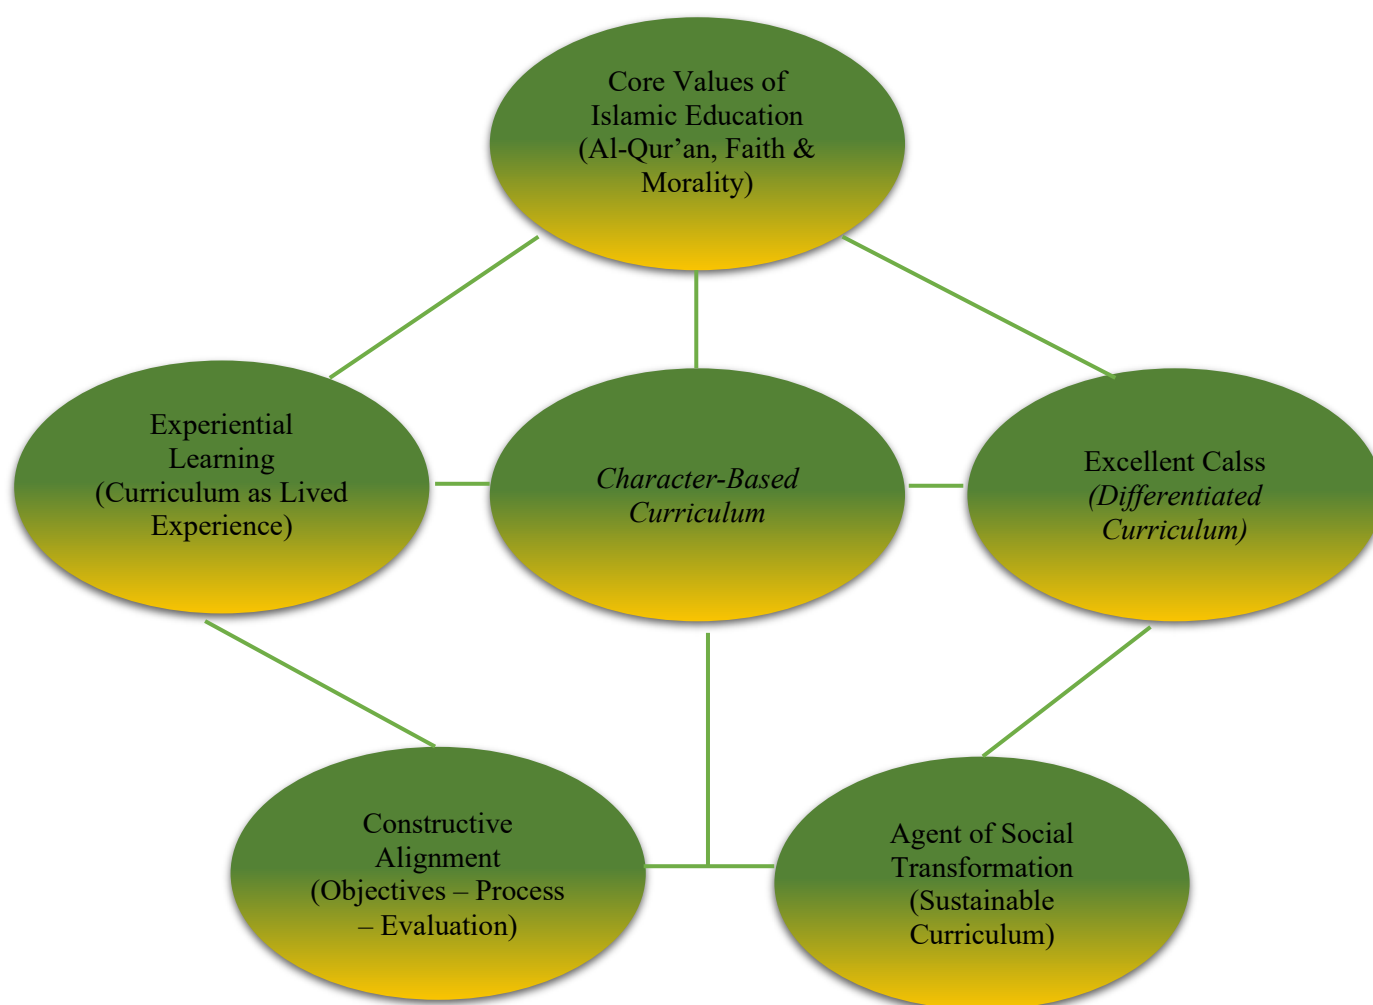 Core Values of
Islamic Education
(Al-Qur’an, Faith &
Morality)
Experiential
Learning
(Curriculum as Lived
Experience)
Character-Based
Curriculum
Excellent Calss
(Differentiated
Curriculum)
Constructive
Alignment
(Objectives – Process
– Evaluation)
Agent of Social
Transformation
(Sustainable
Curriculum)